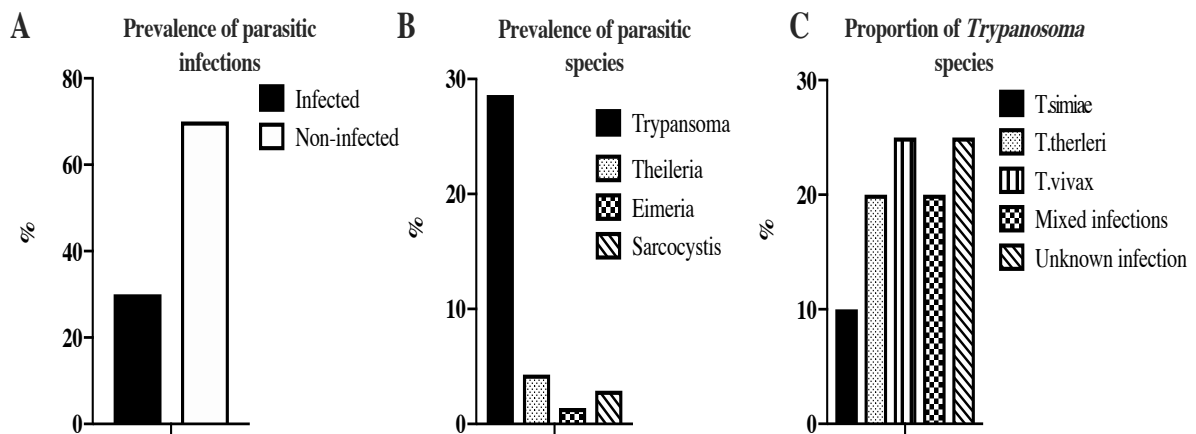 A
Prevalence of parasitic
infections
80
60
40
20
0
%
Infected
Non-infected
B
Prevalence of parasitic
species
30
20
10
0
%
Trypansoma
Theileria
Eimeria
Sarcocystis
C
Proportion of Trypanosoma
species
30
20
10
0
%
T.simiae
T.therleri
T.vivax
Mixed infections
Unknown infection